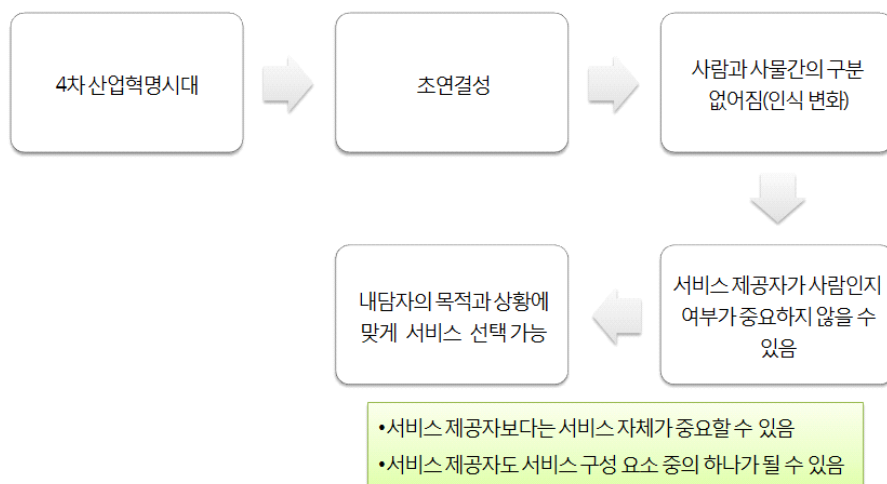 4차 산업혁명시대
초연결성
사람과 사물간의 구분
없어짐(인식 변화)
서비스 제공자가 사람인지
여부가 중요하지 않을 수
있음
내담자의 목적과 상황에
맞게 서비스 선택 가능
•서비스 제공자보다는 서비스 자체가 중요할 수 있음
•서비스 제공자도 서비스 구성 요소 중의 하나가 될 수 있음